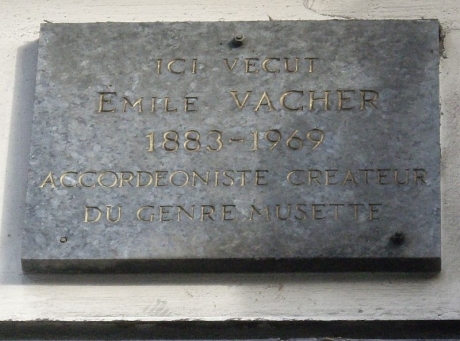 ICI VECUT
EMILE VACHER
1883-1969
ACCORDEONISTE CREATEUR
DU GENRE MUSETTE